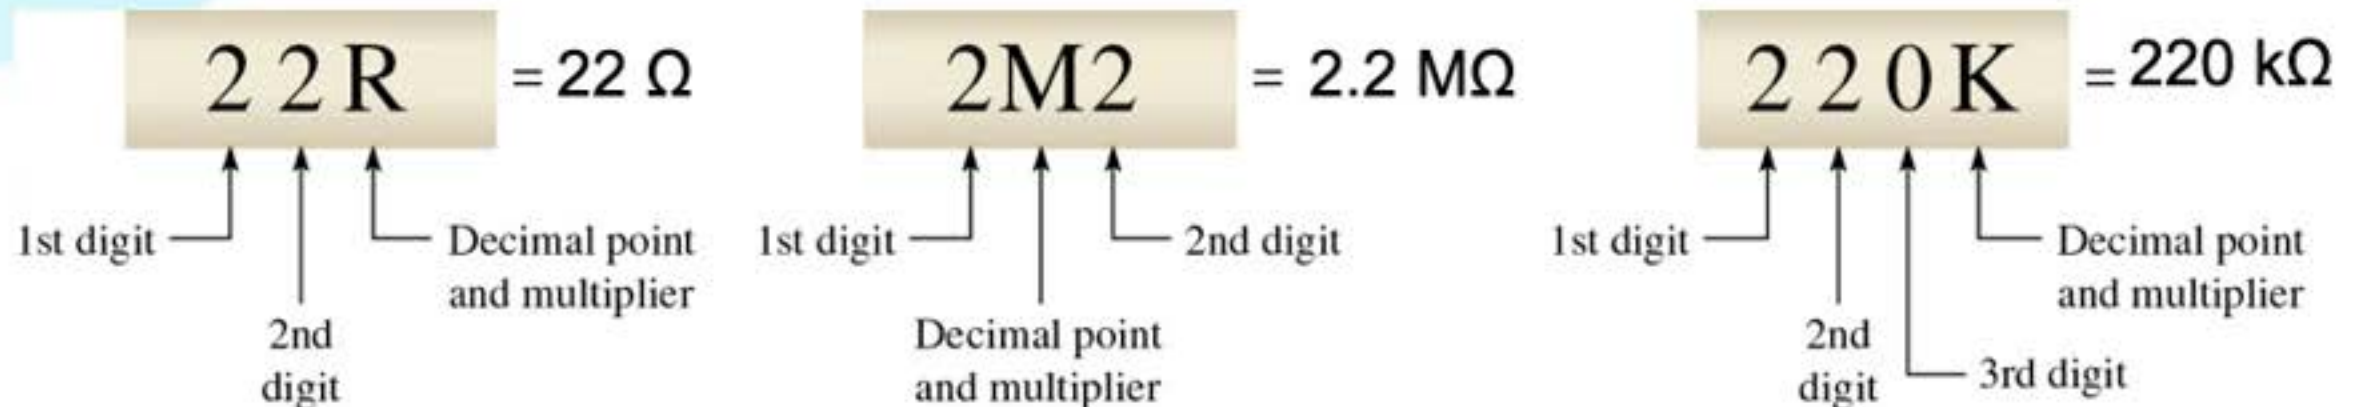 22R = 22 Ω
1st digit
2nd
digit
Decimal point
and multiplier
2M2 = 2.2 MΩ
1st digit
Decimal point
and multiplier
2nd digit
220K = 220 kΩ
1st digit
2nd
digit
3rd digit
Decimal point
and multiplier